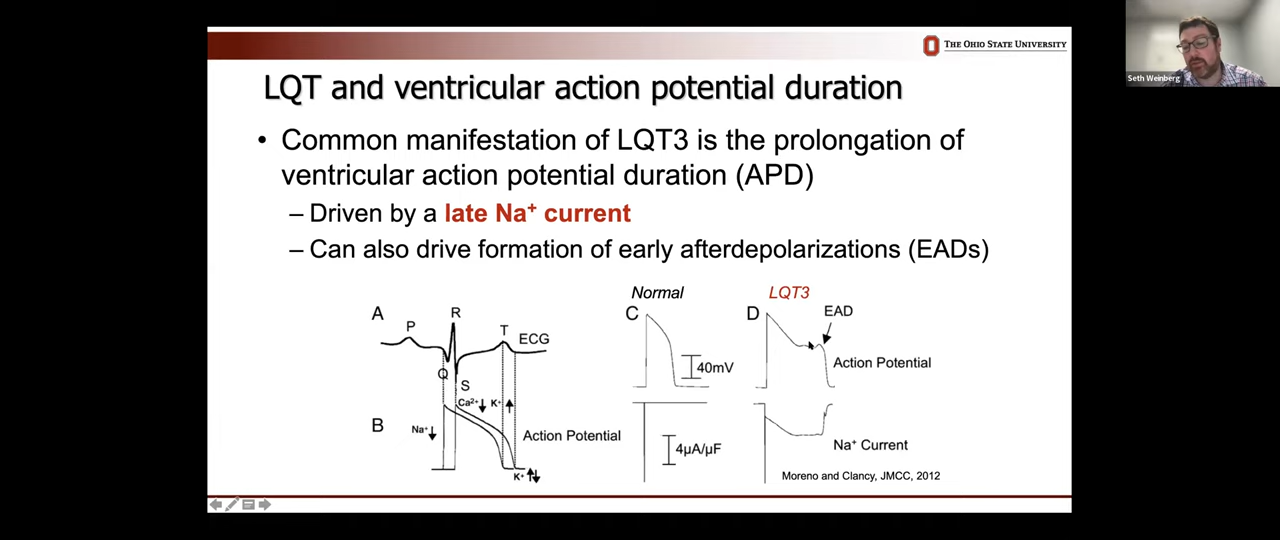 THE OHIO STATE UNIVERSITY
Seth Weinberg
LQT and ventricular action potential duration
• Common manifestation of LQT3 is the prolongation of
ventricular action potential duration (APD)
– Driven by a late Na⁺ current
– Can also drive formation of early afterdepolarizations (EADs)
Normal
LQT3
A
R
P
T
ECG
Q
S
C
40mV
D
EAD
Action Potential
B
Ca²⁺ K⁺
Na⁺
Action Potential
K⁺
4µA/µF
Na⁺ Current
Moreno and Clancy, JMCC, 2012